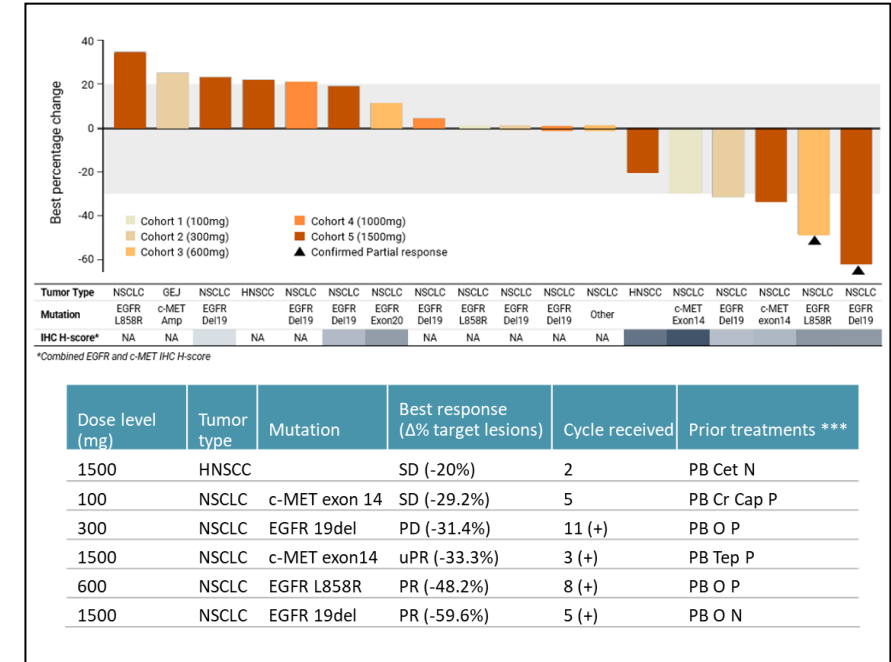 40
20
0
-20
-40
-60
Best percentage change
Cohort 1 (100mg)
Cohort 2 (300mg)
Cohort 3 (600mg)
Cohort 4 (1000mg)
Cohort 5 (1500mg)
Confirmed Partial response
Tumor Type NSCLC GEJ NSCLC HNSCC NSCLC NSCLC NSCLC NSCLC NSCLC NSCLC NSCLC NSCLC HNSCC NSCLC NSCLC NSCLC NSCLC NSCLC
Mutation EGFR L858R c-MET Amp EGFR Del19 EGFR Del19 EGFR Del19 EGFR Exon20 EGFR Del19 EGFR L858R EGFR Del19 EGFR Del19 Other c-MET Exon14 EGFR Del19 c-MET exon14 EGFR L858R EGFR Del19
IHC H-score* NA NA NA NA NA NA NA NA NA
*Combined EGFR and c-MET IHC H-score
Dose level (mg) Tumor type Mutation Best response (Δ% target lesions) Cycle received Prior treatments ***
1500 HNSCC SD (-20%) 2 PB Cet N
100 NSCLC c-MET exon 14 SD (-29.2%) 5 PB Cr Cap P
300 NSCLC EGFR 19del PD (-31.4%) 11 (+) PB O P
1500 NSCLC c-MET exon14 uPR (-33.3%) 3 (+) PB Tep P
600 NSCLC EGFR L858R PR (-48.2%) 8 (+) PB O P
1500 NSCLC EGFR 19del PR (-59.6%) 5 (+) PB O N